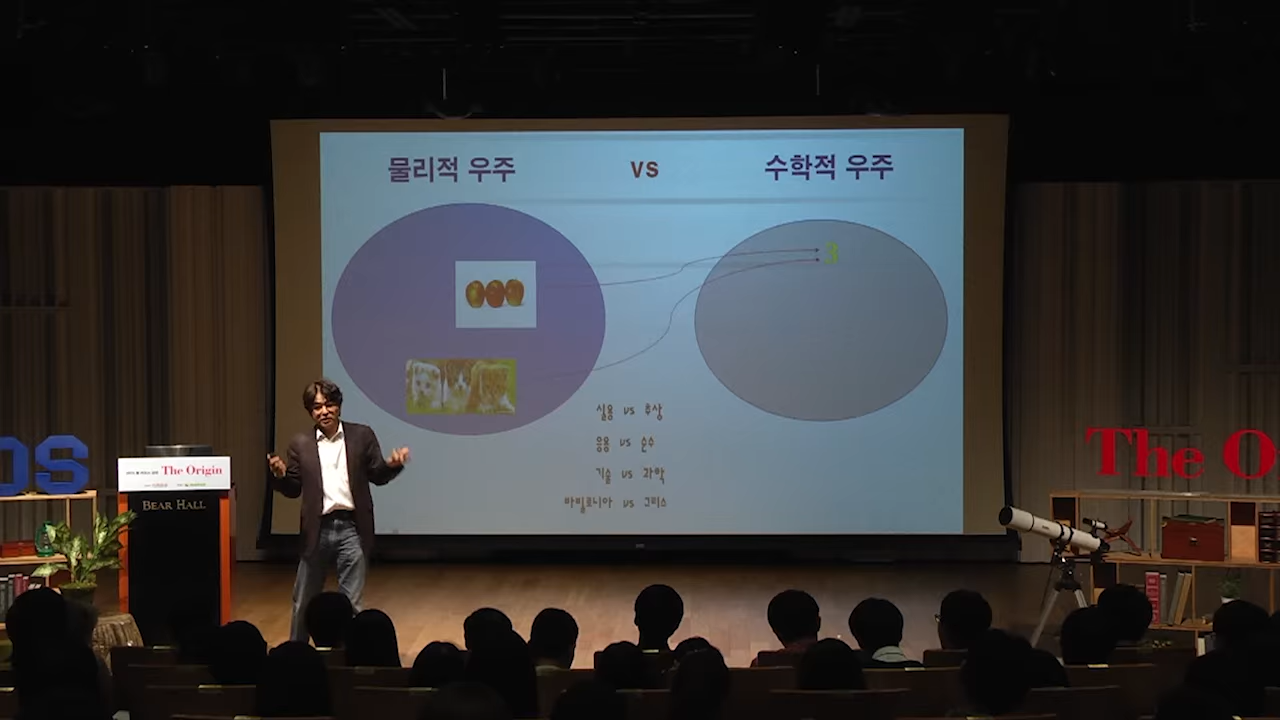 물리적 우주 VS 수학적 우주
3
실용 vs 추상
응용 vs 순수
기술 vs 과학
바빌로니아 vs 그리스
OS
The Origin
BEAR HALL
The O